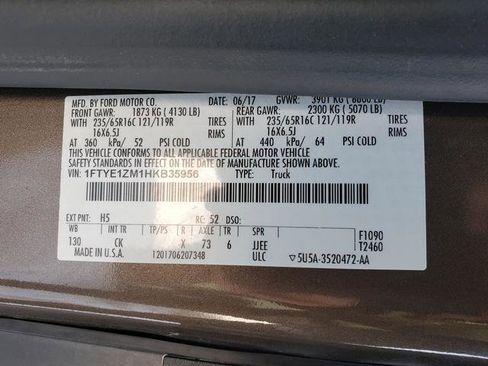 MFD. BY FORD MOTOR CO. DATE: 06/17 GVWR: 3901 KG (8600 LB)
FRONT GAWR: 1873 KG (4130 LB) REAR GAWR: 2300 KG (5070 LB)
WITH 235/65R16C 121/119R TIRES WITH 235/65R16C 121/119R TIRES
16X6.5J RIMS 16X6.5J RIMS
AT 360 kPa/ 52 PSI COLD AT 440 kPa/ 64 PSI COLD
THIS VEHICLE CONFORMS TO ALL APPLICABLE FEDERAL MOTOR VEHICLE
SAFETY STANDARDS IN EFFECT ON THE DATE OF MANUFACTURE SHOWN ABOVE.
VIN: 1FTYE1ZM1HKB35956 TYPE: Truck
EXT PNT: H5 RC: 52 DSO: F1090
WB TP/PS R AXLE TR SPR T2460
130 CK X 73 6 JJEE
MADE IN U.S.A. T201706207348 ULC 5U5A-3520472-AA